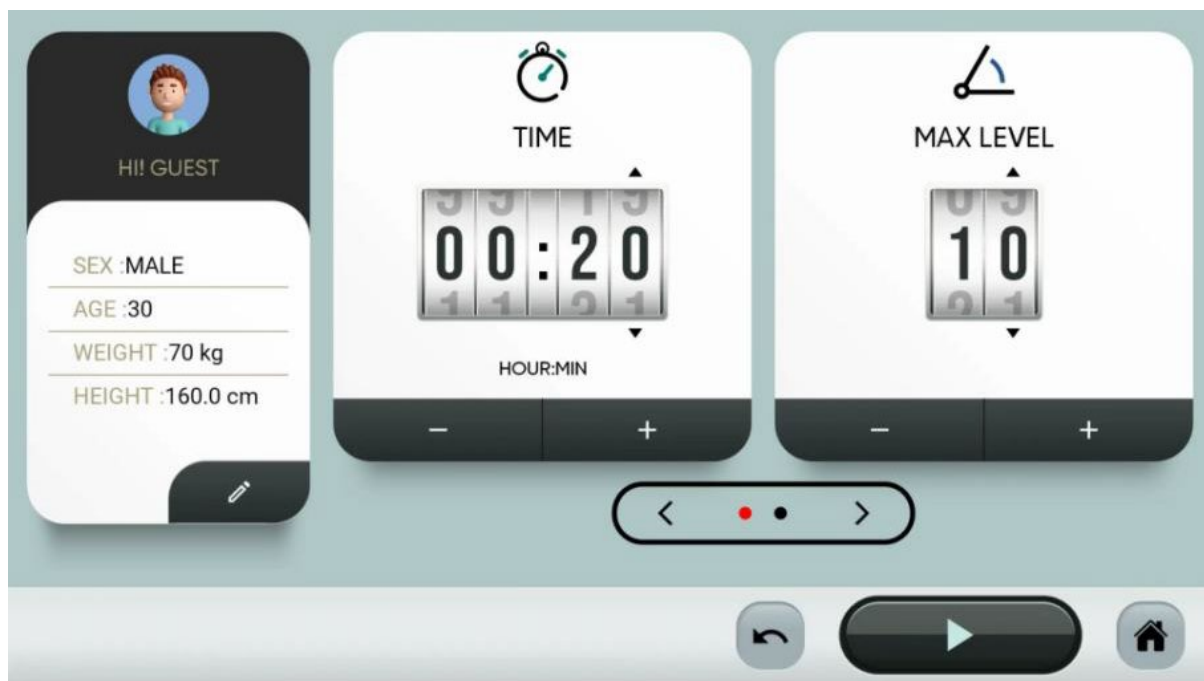 HI! GUEST
SEX :MALE
AGE :30
WEIGHT :70 kg
HEIGHT :160.0 cm
TIME
00:20
HOUR:MIN
− +
MAX LEVEL
10
− +